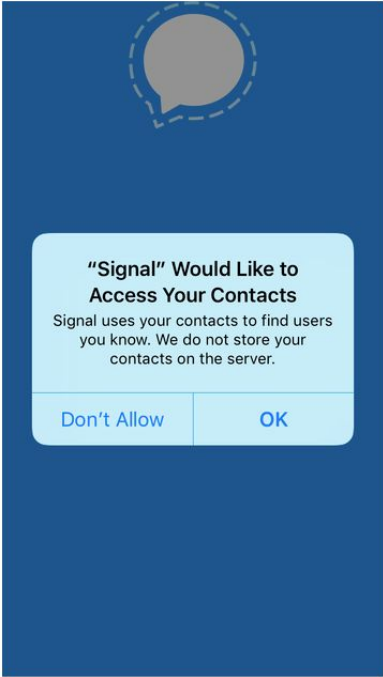 “Signal” Would Like to
Access Your Contacts
Signal uses your contacts to find users
you know. We do not store your
contacts on the server.
Don’t Allow
OK